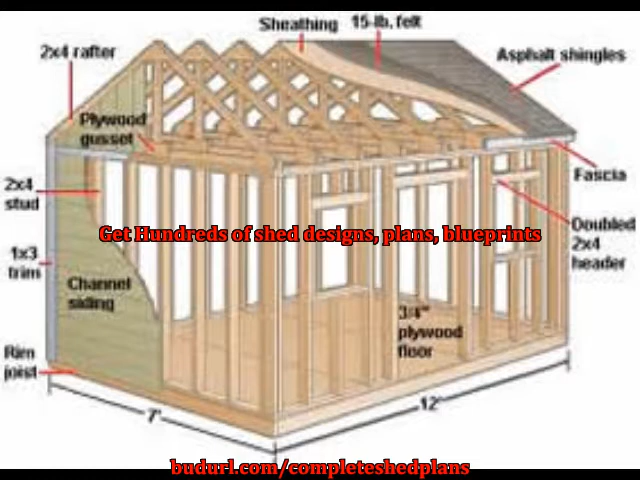 Sheathing
15-lb. felt
2x4 rafter
Asphalt shingles
Plywood
gusset
Fascia
2x4
stud
Doubled
2x4
header
Get Hundreds of shed designs, plans, blueprints
1x3
trim
Channel
siding
3/4"
plywood
floor
Rim
joist
7'
12'
budurl.com/completeshedplans